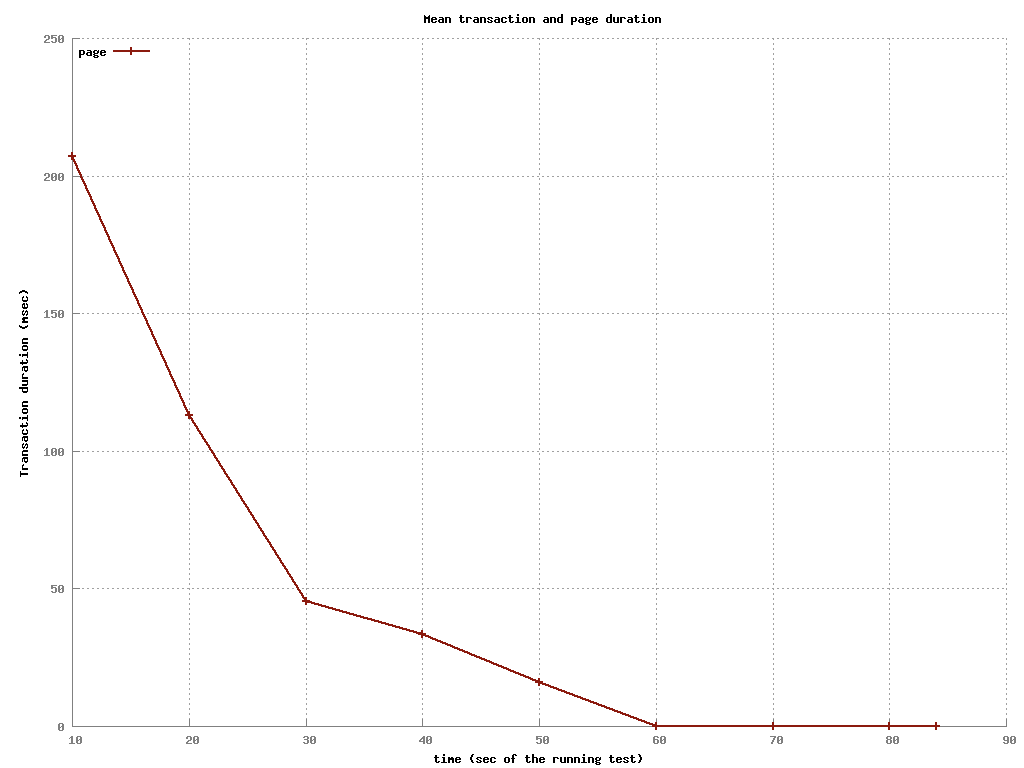 Mean transaction and page duration
250
page
200
150
Transaction duration (msec)
100
50
0
10 20 30 40 50 60 70 80 90
time (sec of the running test)